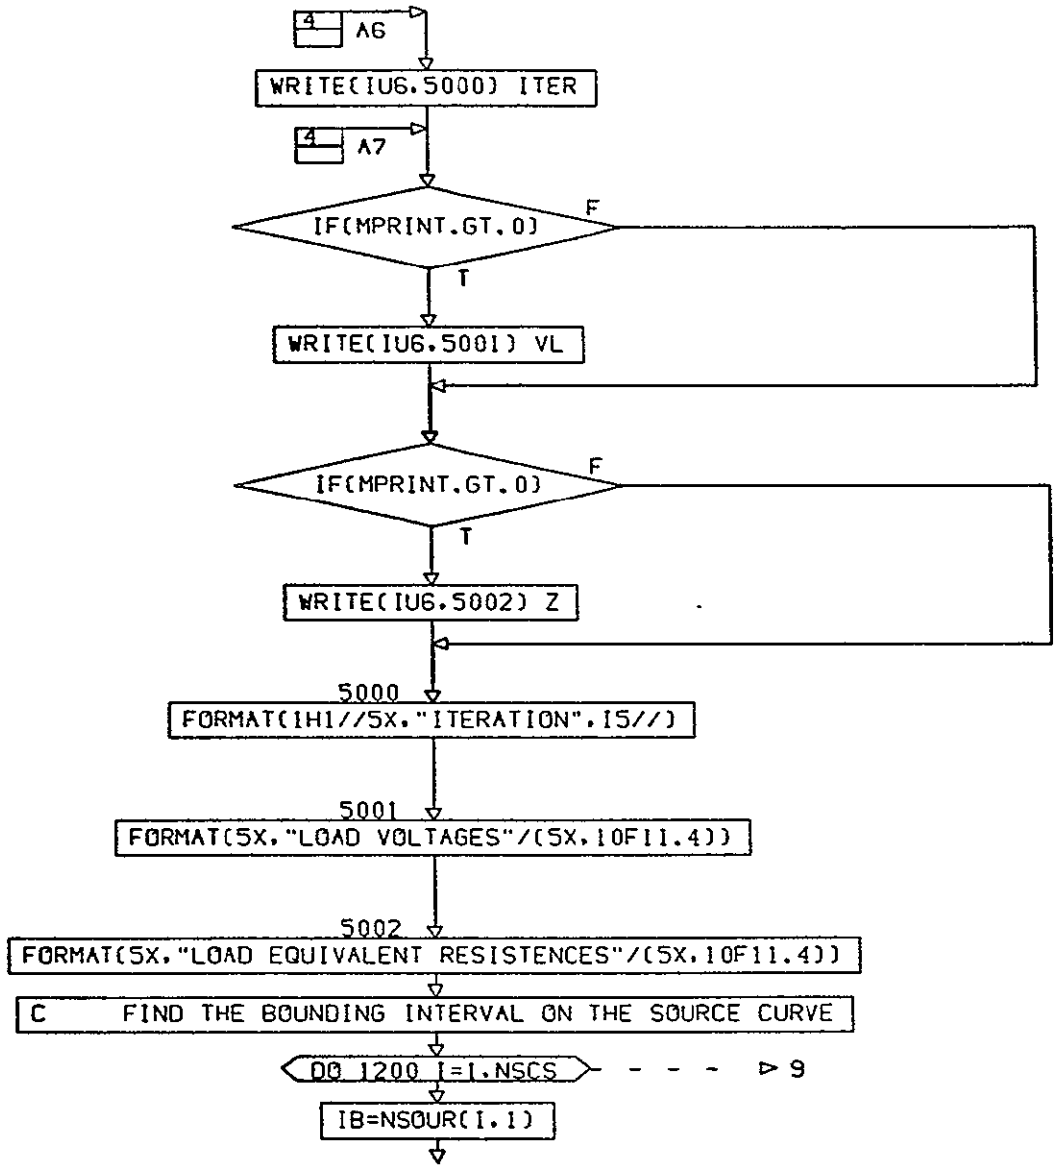 4 A6
WRITE(IU6,5000) ITER
4 A7
IF(MPRINT.GT.0) F
T
WRITE(IU6,5001) VL
IF(MPRINT.GT.0) F
T
WRITE(IU6,5002) Z
5000
FORMAT(1H1//5X,"ITERATION",I5//)
5001
FORMAT(5X,"LOAD VOLTAGES"/(5X,10F11.4))
5002
FORMAT(5X,"LOAD EQUIVALENT RESISTENCES"/(5X,10F11.4))
C FIND THE BOUNDING INTERVAL ON THE SOURCE CURVE
DO 1200 I=1,NSCS 9
IB=NSOUR(I,1)